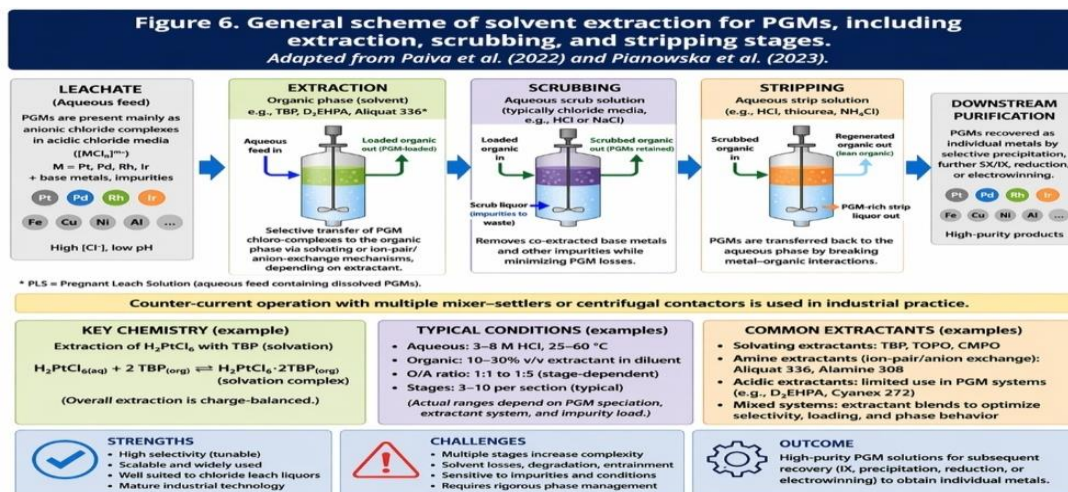 Figure 6. General scheme of solvent extraction for PGMs, including
extraction, scrubbing, and stripping stages.
Adapted from Paiva et al. (2022) and Pianowska et al. (2023).
LEACHATE
(Aqueous feed)
PGMs are present mainly as
anionic chloride complexes
in acidic chloride media
([MClₙ]ᵐ⁻)
M = Pt, Pd, Rh, Ir
+ base metals, impurities
Pt Pd Rh Ir
Fe Cu Ni Al ...
High [Cl⁻], low pH
EXTRACTION
Organic phase (solvent)
e.g., TBP, D₂EHPA, Aliquat 336*
Aqueous
feed in
Loaded organic
out (PGM-loaded)
Selective transfer of PGM
chloro-complexes to the organic
phase via solvating or ion-pair/
anion-exchange mechanisms,
depending on extractant.
SCRUBBING
Aqueous scrub solution
(typically chloride media,
e.g., HCl or NaCl)
Loaded
organic
in
Scrubbed organic
out (PGMs retained)
Scrub liquor
(impurities to
waste)
Removes co-extracted base
metals and other impurities while
minimizing PGM losses.
STRIPPING
Aqueous strip solution
(e.g., HCl, thiourea, NH₄Cl)
Scrubbed
organic
in
Regenerated
organic out
(lean organic)
PGM-rich strip
liquor out
PGMs are transferred back to
the aqueous phase by breaking
metal–organic interactions.
DOWNSTREAM
PURIFICATION
PGMs recovered as
individual metals by
selective precipitation,
further SX/IX, reduction,
or electrowinning.
Pt Pd Rh Ir
Fe Cu Ni Al ...
High-purity products
* PLS = Pregnant Leach Solution (aqueous feed containing dissolved PGMs).
Counter-current operation with multiple mixer–settlers or centrifugal contactors is used in industrial practice.
KEY CHEMISTRY (example)
Extraction of H₂PtCl₆ with TBP (solvation)
H₂PtCl₆(aq) + 2 TBP(org) ⇌ H₂PtCl₆·2TBP(org)
(solvation complex)
(Overall extraction is charge-balanced.)
TYPICAL CONDITIONS (examples)
• Aqueous: 3–8 M HCl, 25–60 °C
• Organic: 10–30% v/v extractant in diluent
• O/A ratio: 1:1 to 1:5 (stage-dependent)
• Stages: 3–10 per section (typical)
(Actual ranges depend on PGM speciation,
extractant system, and impurity load.)
COMMON EXTRACTANTS (examples)
• Solvating extractants: TBP, TOPO, CMPO
• Amine extractants (ion-pair/anion exchange):
Aliquat 336, Alamine 308
• Acidic extractants: limited use in PGM systems
(e.g., D₂EHPA, Cyanex 272)
• Mixed systems: extractant blends to optimize
selectivity, loading, and phase behavior
STRENGTHS
• High selectivity (tunable)
• Scalable and widely used
• Well suited to chloride leach liquors
• Mature industrial technology
CHALLENGES
• Multiple stages increase complexity
• Solvent losses, degradation, entrainment
• Sensitive to impurities and conditions
• Requires rigorous phase management
OUTCOME
High-purity PGM solutions for subsequent
recovery (IX, precipitation, reduction, or
electrowinning) to obtain individual metals.